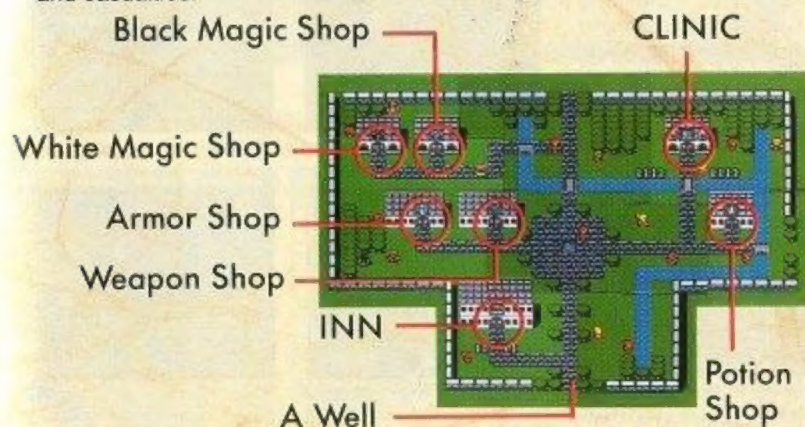 Black Magic Shop
CLINIC
White Magic Shop
Armor Shop
Weapon Shop
INN
Potion
Shop
A Well